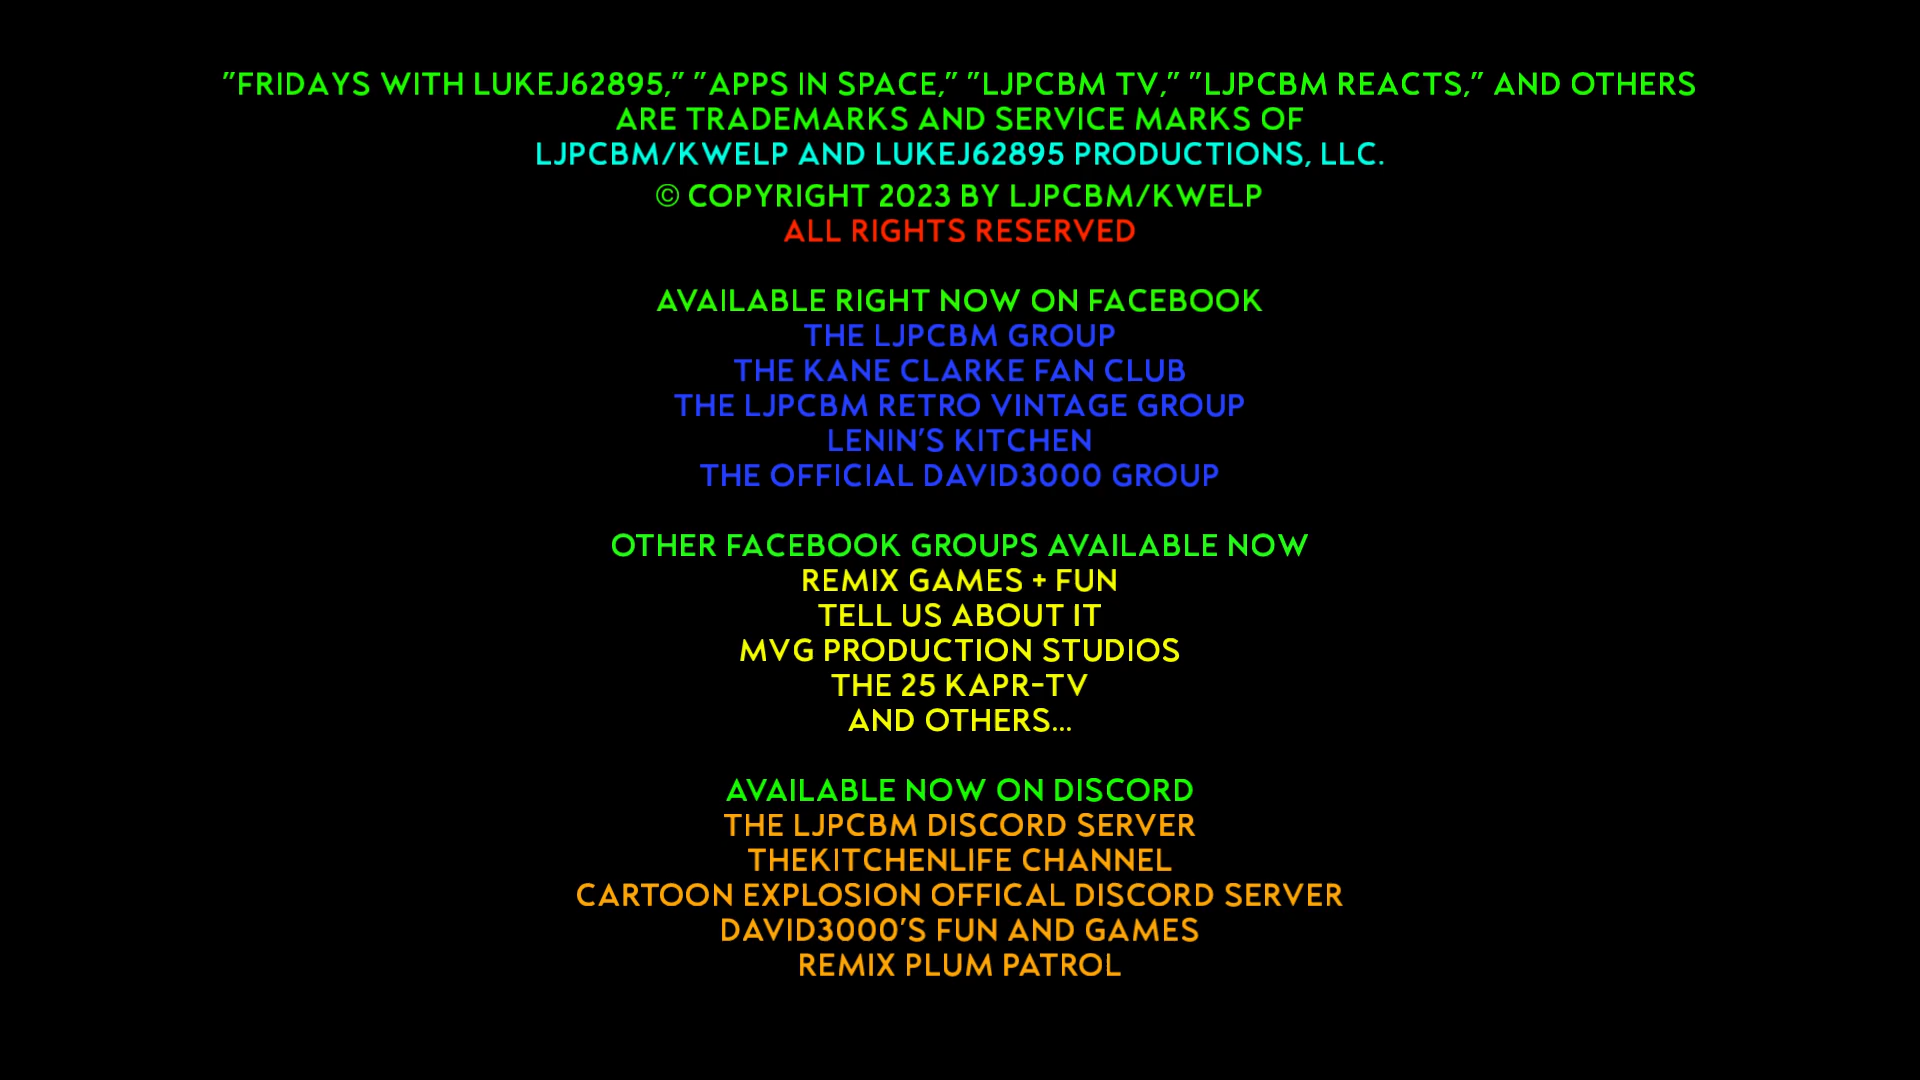 "FRIDAYS WITH LUKEJ62895," "APPS IN SPACE," "LJPCBM TV," "LJPCBM REACTS," AND OTHERS
ARE TRADEMARKS AND SERVICE MARKS OF
LJPCBM/KWELP AND LUKEJ62895 PRODUCTIONS, LLC.
© COPYRIGHT 2023 BY LJPCBM/KWELP
ALL RIGHTS RESERVED
AVAILABLE RIGHT NOW ON FACEBOOK
THE LJPCBM GROUP
THE KANE CLARKE FAN CLUB
THE LJPCBM RETRO VINTAGE GROUP
LENIN'S KITCHEN
THE OFFICIAL DAVID3000 GROUP
OTHER FACEBOOK GROUPS AVAILABLE NOW
REMIX GAMES + FUN
TELL US ABOUT IT
MVG PRODUCTION STUDIOS
THE 25 KAPR-TV
AND OTHERS...
AVAILABLE NOW ON DISCORD
THE LJPCBM DISCORD SERVER
THEKITCHENLIFE CHANNEL
CARTOON EXPLOSION OFFICAL DISCORD SERVER
DAVID3000'S FUN AND GAMES
REMIX PLUM PATROL